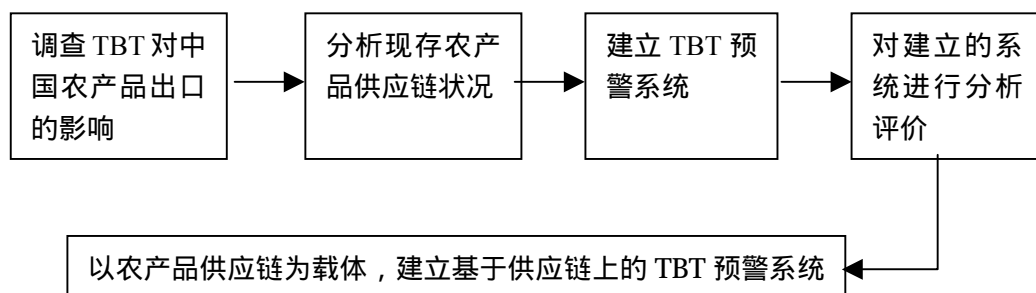 调查 TBT 对中
国农产品出口
的影响
分析现存农产
品供应链状况
建立 TBT 预
警系统
对建立的系
统进行分析
评价
以农产品供应链为载体，建立基于供应链上的 TBT 预警系统